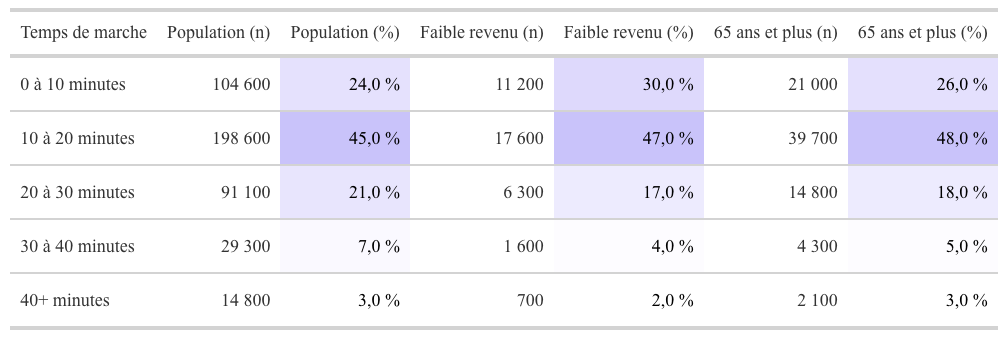 Temps de marche Population (n) Population (%) Faible revenu (n) Faible revenu (%) 65 ans et plus (n) 65 ans et plus (%)
0 à 10 minutes 104 600 24,0 % 11 200 30,0 % 21 000 26,0 %
10 à 20 minutes 198 600 45,0 % 17 600 47,0 % 39 700 48,0 %
20 à 30 minutes 91 100 21,0 % 6 300 17,0 % 14 800 18,0 %
30 à 40 minutes 29 300 7,0 % 1 600 4,0 % 4 300 5,0 %
40+ minutes 14 800 3,0 % 700 2,0 % 2 100 3,0 %